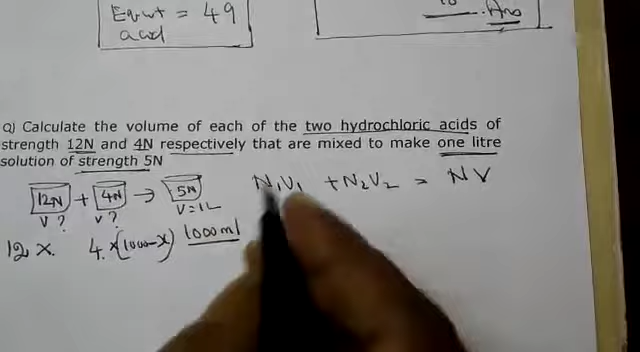 Eqwt = 49
acid
Ans
Q) Calculate the volume of each of the two hydrochloric acids of
strength 12N and 4N respectively that are mixed to make one litre
solution of strength 5N
12N + 4N → 5N N₁V₁ + N₂V₂ = NV
V? V? V=1L
12 x. 4.x(1000-x) 1000ml